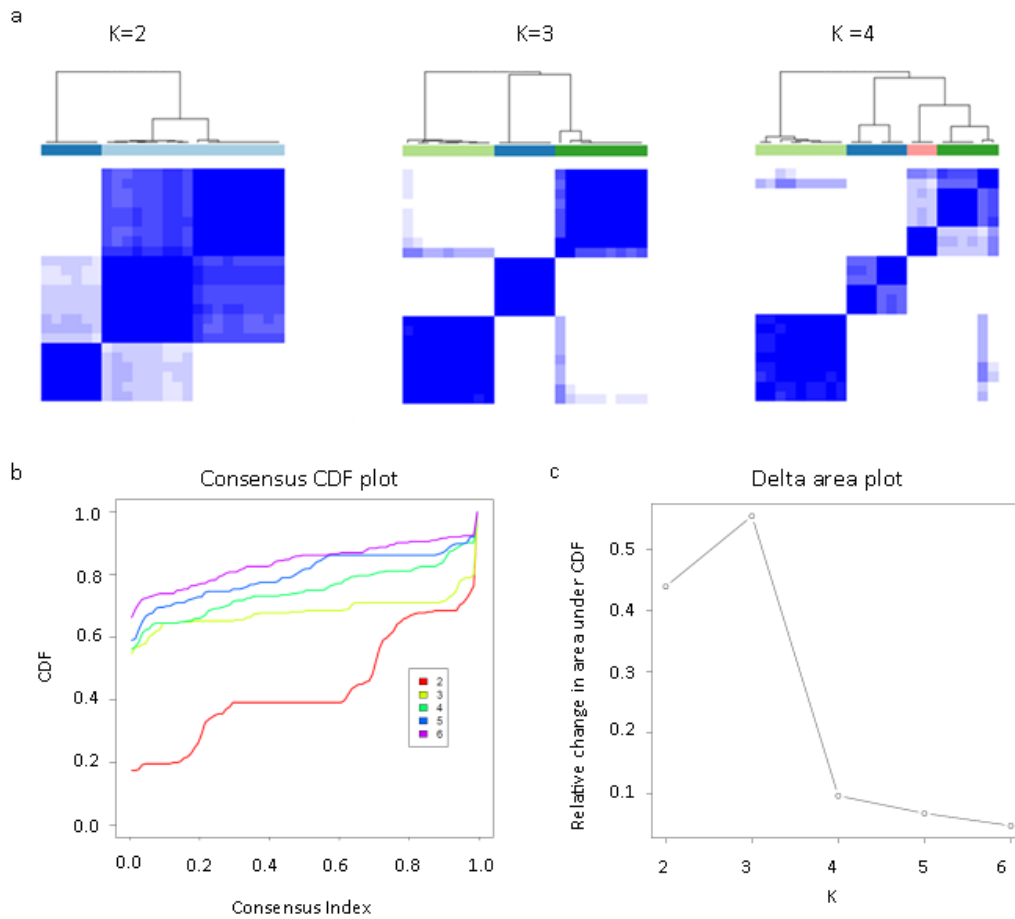 a
K=2
K=3
K =4
b
Consensus CDF plot
1.0
0.8
0.6
0.4
0.2
0.0
CDF
2
3
4
5
6
0.0 0.2 0.4 0.6 0.8 1.0
Consensus Index
c
Delta area plot
0.5
0.4
0.5
0.2
0.1
Relative change in area under CDF
2 3 4 5 6
K